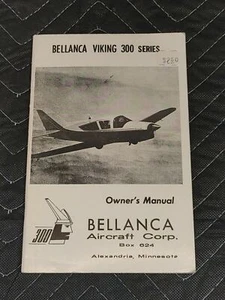 BELLANCA VIKING 300 SERIES
Owner's Manual
300
BELLANCA
Aircraft Corp.
Box 624
Alexandria, Minnesota